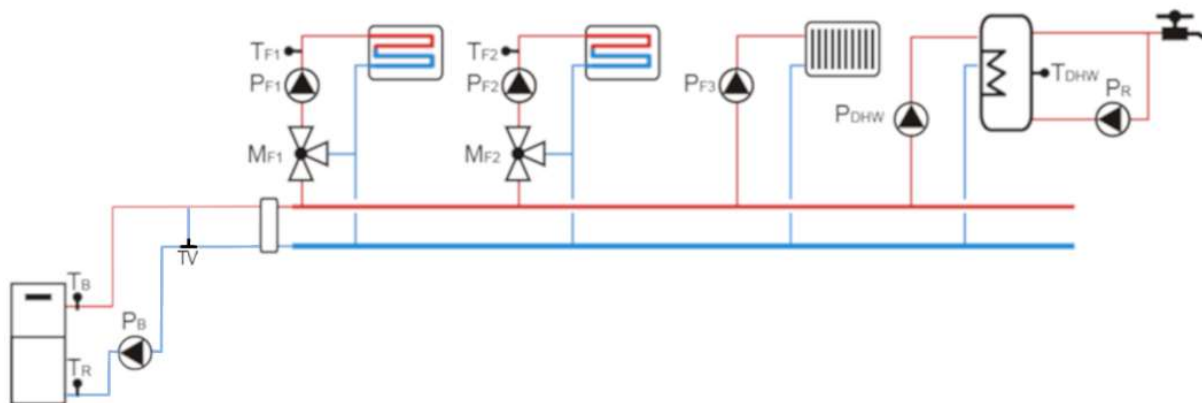 TF1
TF2
TDHW
PF1
PF2
PF3
PR
PDHW
MF1
MF2
TV
TB
PB
TR